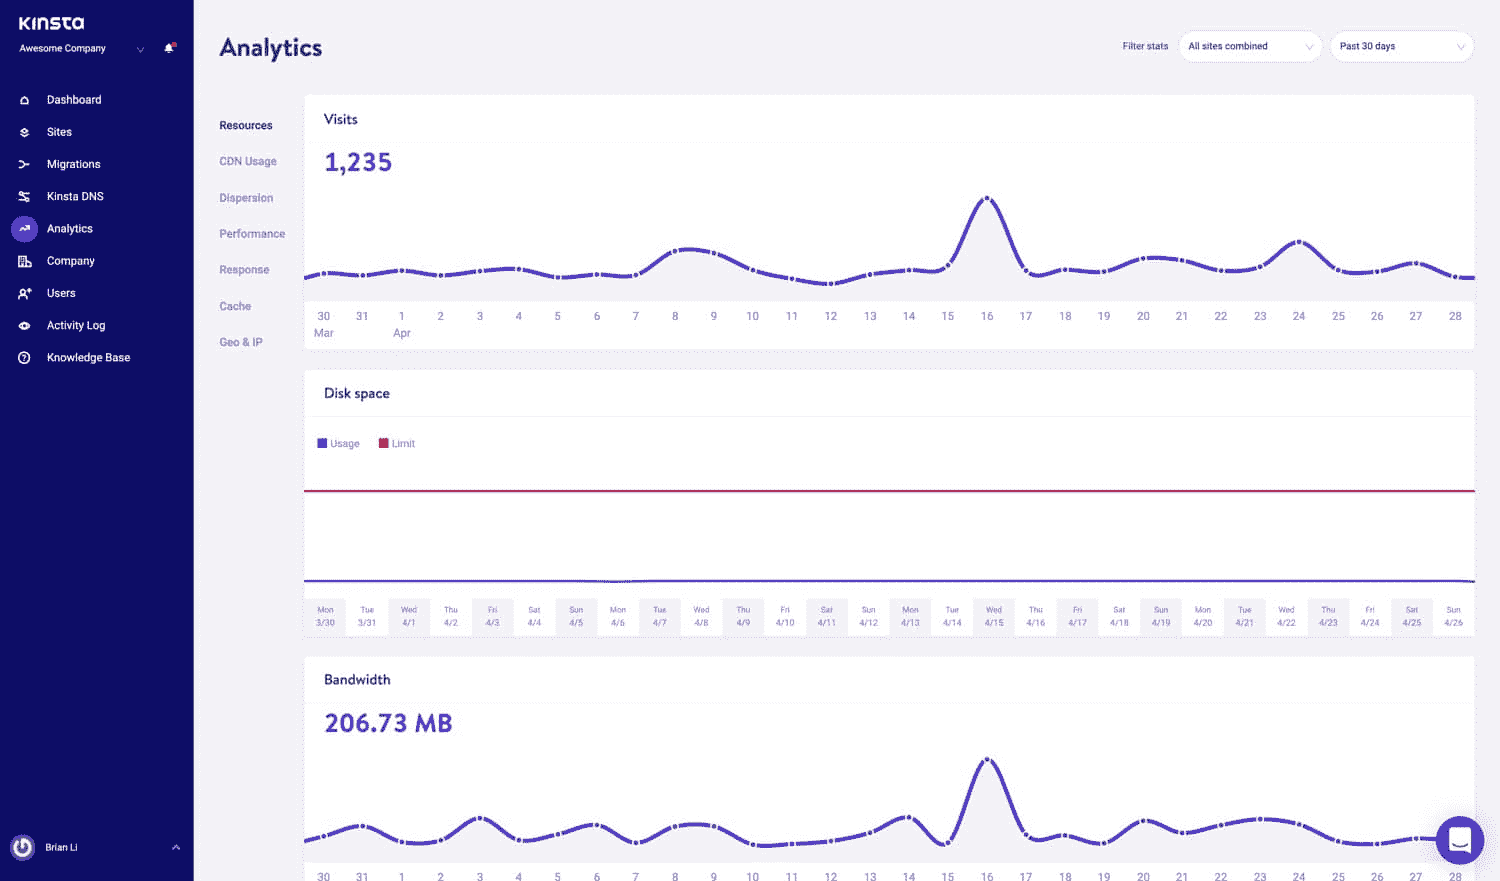 Kinsta
Awesome Company
Dashboard
Sites
Migrations
Kinsta DNS
Analytics
Company
Users
Activity Log
Knowledge Base
Brian Li
Analytics
Filter stats
All sites combined
Past 30 days
Resources
CDN Usage
Dispersion
Performance
Response
Cache
Geo & IP
Visits
1,235
30 31 1 2 3 4 5 6 7 8 9 10 11 12 13 14 15 16 17 18 19 20 21 22 23 24 25 26 27 28
Mar Apr
Disk space
Usage Limit
Mon Tue Wed Thu Fri Sat Sun Mon Tue Wed Thu Fri Sat Sun Mon Tue Wed Thu Fri Sat Sun Mon Tue Wed Thu Fri Sat Sun
3/30 3/31 4/1 4/2 4/3 4/4 4/5 4/6 4/7 4/8 4/9 4/10 4/11 4/12 4/13 4/14 4/15 4/16 4/17 4/18 4/19 4/20 4/21 4/22 4/23 4/24 4/25 4/26
Bandwidth
206.73 MB
30 31 1 2 3 4 5 6 7 8 9 10 11 12 13 14 15 16 17 18 19 20 21 22 23 24 25 26 27 28